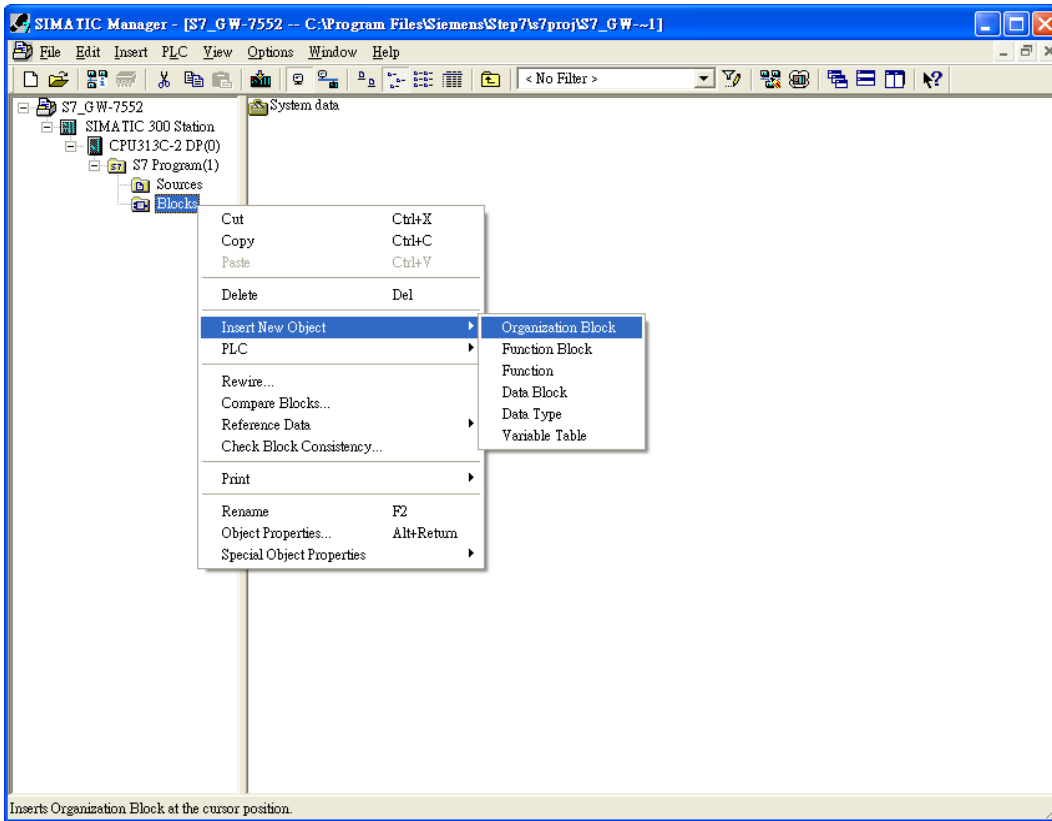 SIMATIC Manager - [S7_GW-7552 -- C:\Program Files\Siemens\Step7\s7proj\S7_GW-~1]
File Edit Insert PLC View Options Window Help
< No Filter >
S7_GW-7552
SIMATIC 300 Station
CPU313C-2 DP(0)
S7 Program(1)
Sources
Blocks
System data
Cut Ctrl+X
Copy Ctrl+C
Paste Ctrl+V
Delete Del
Insert New Object
PLC
Rewire...
Compare Blocks...
Reference Data
Check Block Consistency...
Print
Rename F2
Object Properties... Alt+Return
Special Object Properties
Organization Block
Function Block
Function
Data Block
Data Type
Variable Table
Inserts Organization Block at the cursor position.